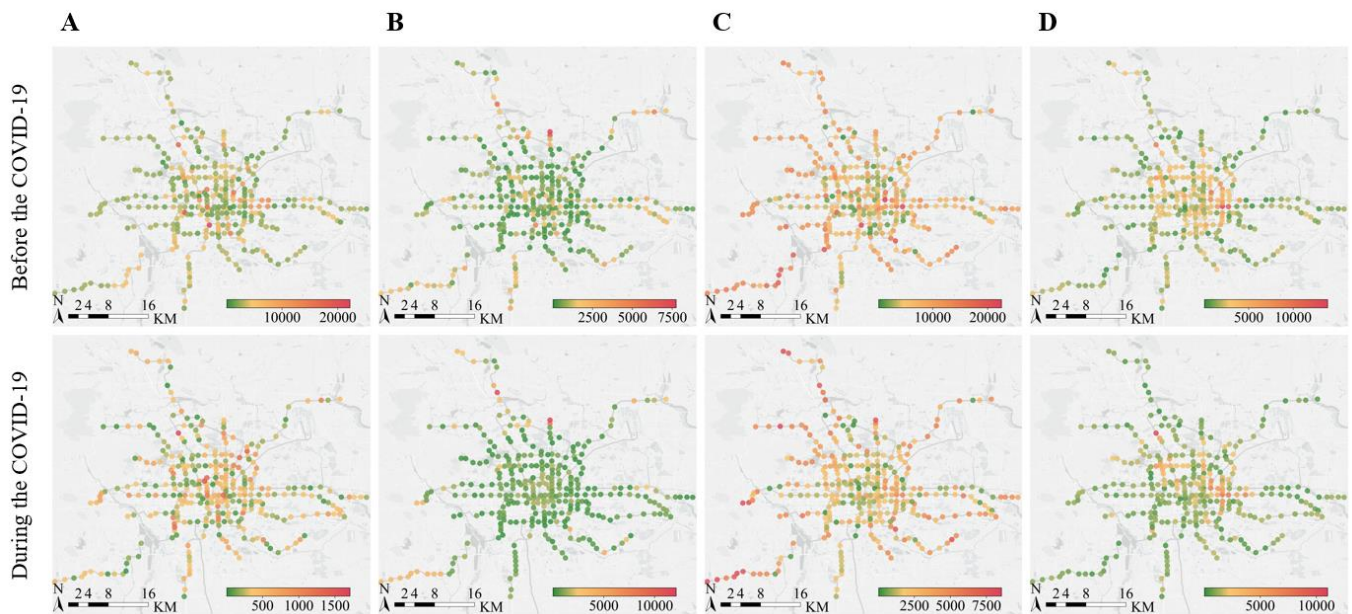 A B C D
Before the COVID-19
N
2 4 8 16
KM
10000 20000
N
2 4 8 16
KM
2500 5000 7500
N
2 4 8 16
KM
10000 20000
N
2 4 8 16
KM
5000 10000
During the COVID-19
N
2 4 8 16
KM
500 1000 1500
N
2 4 8 16
KM
5000 10000
N
2 4 8 16
KM
2500 5000 7500
N
2 4 8 16
KM
5000 10000